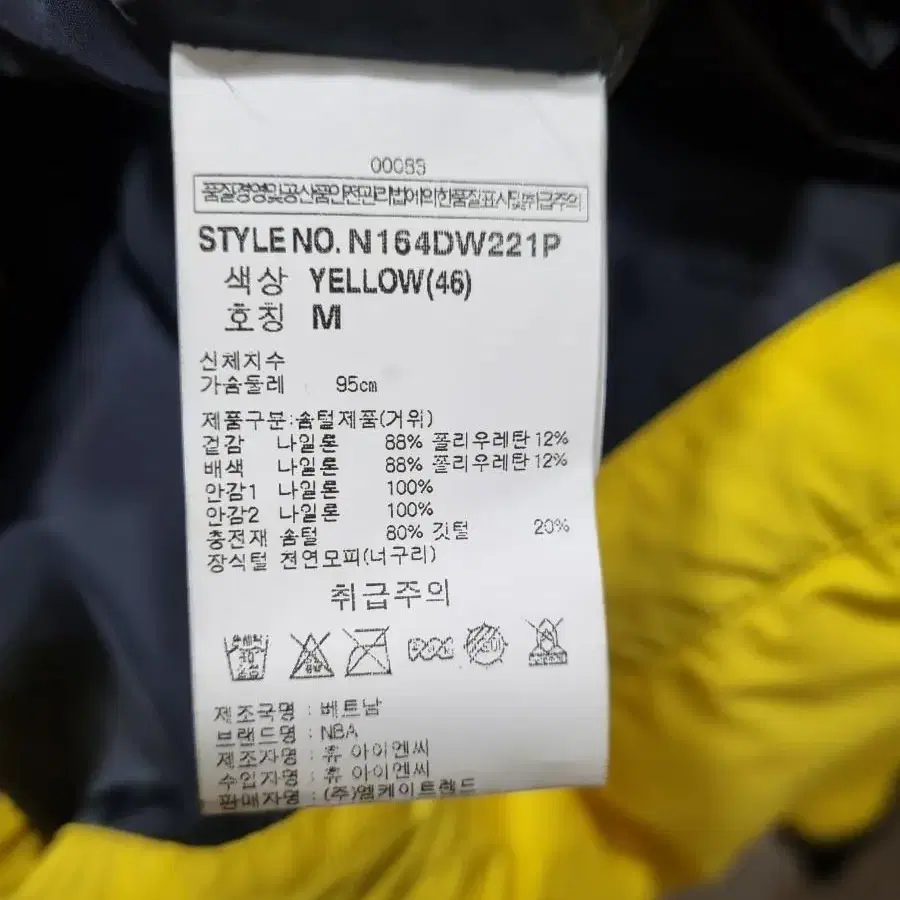 00083
품질경영및공산품안전관리법에의한품질표시및취급주의
STYLE NO. N164DW221P
색상 YELLOW(46)
호칭 M
신체치수
가슴둘레 95cm
제품구분:솜털제품(거위)
겉감 나일론 88% 폴리우레탄 12%
배색 나일론 88% 폴리우레탄 12%
안감1 나일론 100%
안감2 나일론 100%
충전재 솜털 80% 깃털 20%
장식털 천연모피(너구리)
취급주의
제조국명 : 베트남
브랜드명 : NBA
제조자명 : 휴 아이엔씨
수입자명 : 휴 아이엔씨
판매자명 : (주)엠케이트렌드